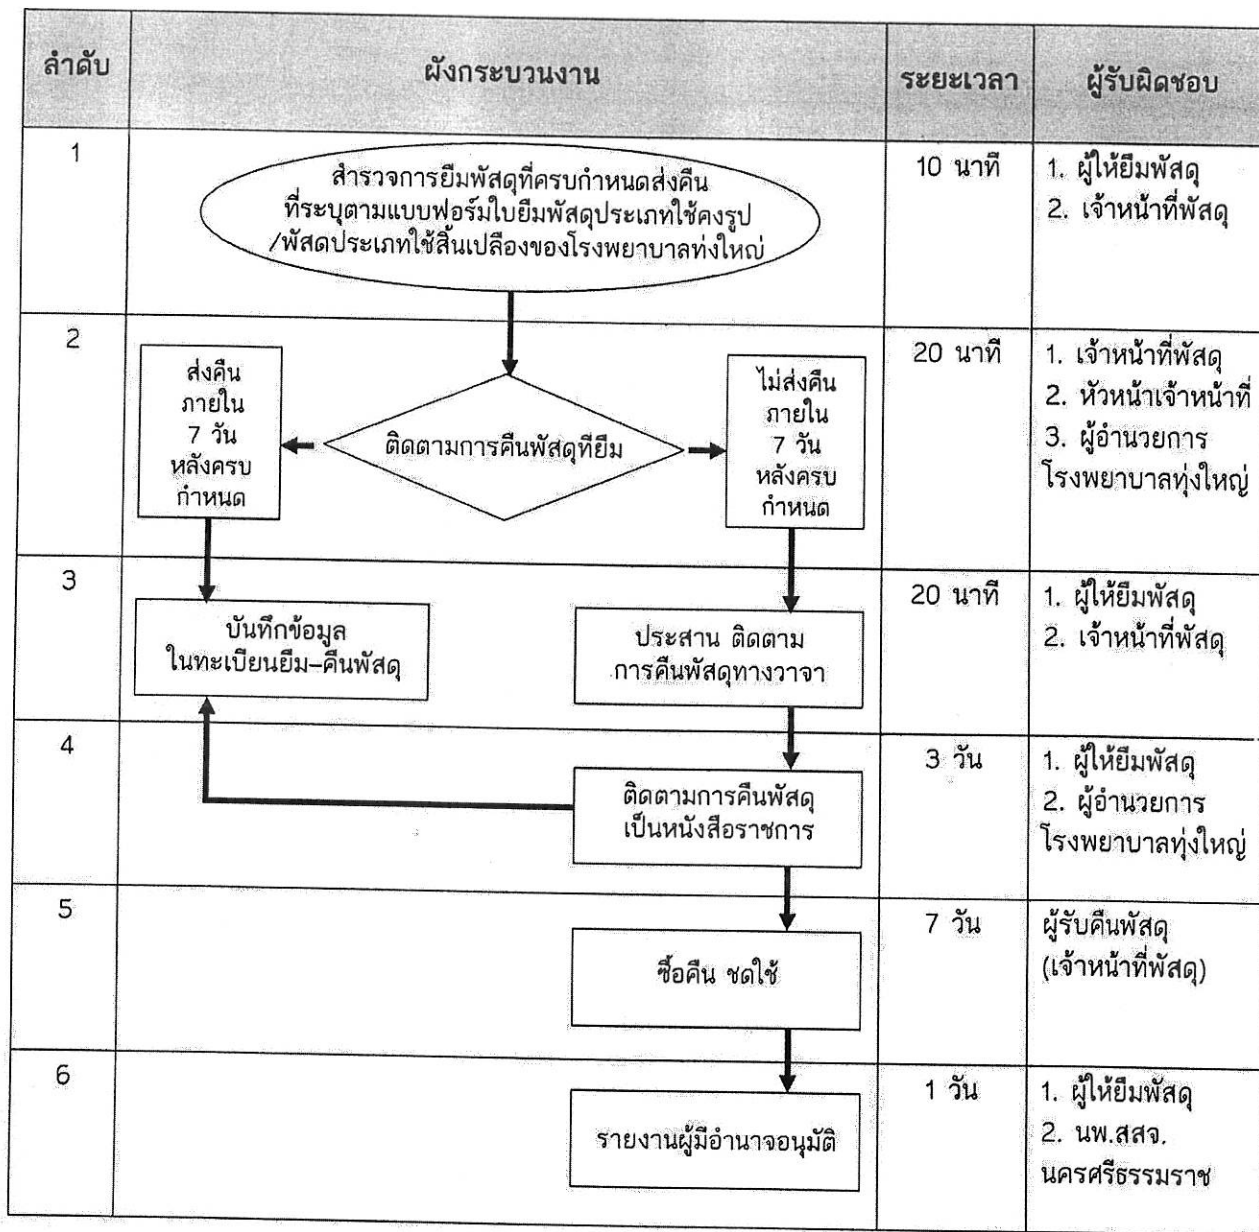 ลำดับ
ผังกระบวนงาน
ระยะเวลา
ผู้รับผิดชอบ
1
สำรวจการยืมพัสดุที่ครบกำหนดส่งคืน
ที่ระบุตามแบบฟอร์มใบยืมพัสดุประเภทใช้คงรูป
/พัสดประเภทใช้สิ้นเปลืองของโรงพยาบาลท่งใหญ่
10 นาที
1. ผู้ให้ยืมพัสดุ
2. เจ้าหน้าที่พัสดุ
2
ส่งคืน
ภายใน
7 วัน
หลังครบ
กำหนด
ติดตามการคืนพัสดุที่ยืม
ไม่ส่งคืน
ภายใน
7 วัน
หลังครบ
กำหนด
20 นาที
1. เจ้าหน้าที่พัสดุ
2. หัวหน้าเจ้าหน้าที่
3. ผู้อำนวยการ
โรงพยาบาลทุ่งใหญ่
3
บันทึกข้อมูล
ในทะเบียนยืม-คืนพัสดุ
ประสาน ติดตาม
การคืนพัสดุทางวาจา
20 นาที
1. ผู้ให้ยืมพัสดุ
2. เจ้าหน้าที่พัสดุ
4
ติดตามการคืนพัสดุ
เป็นหนังสือราชการ
3 วัน
1. ผู้ให้ยืมพัสดุ
2. ผู้อำนวยการ
โรงพยาบาลทุ่งใหญ่
5
ซื้อคืน ชดใช้
7 วัน
ผู้รับคืนพัสดุ
(เจ้าหน้าที่พัสดุ)
6
รายงานผู้มีอำนาจอนุมัติ
1 วัน
1. ผู้ให้ยืมพัสดุ
2. นพ.สสจ.
นครศรีธรรมราช